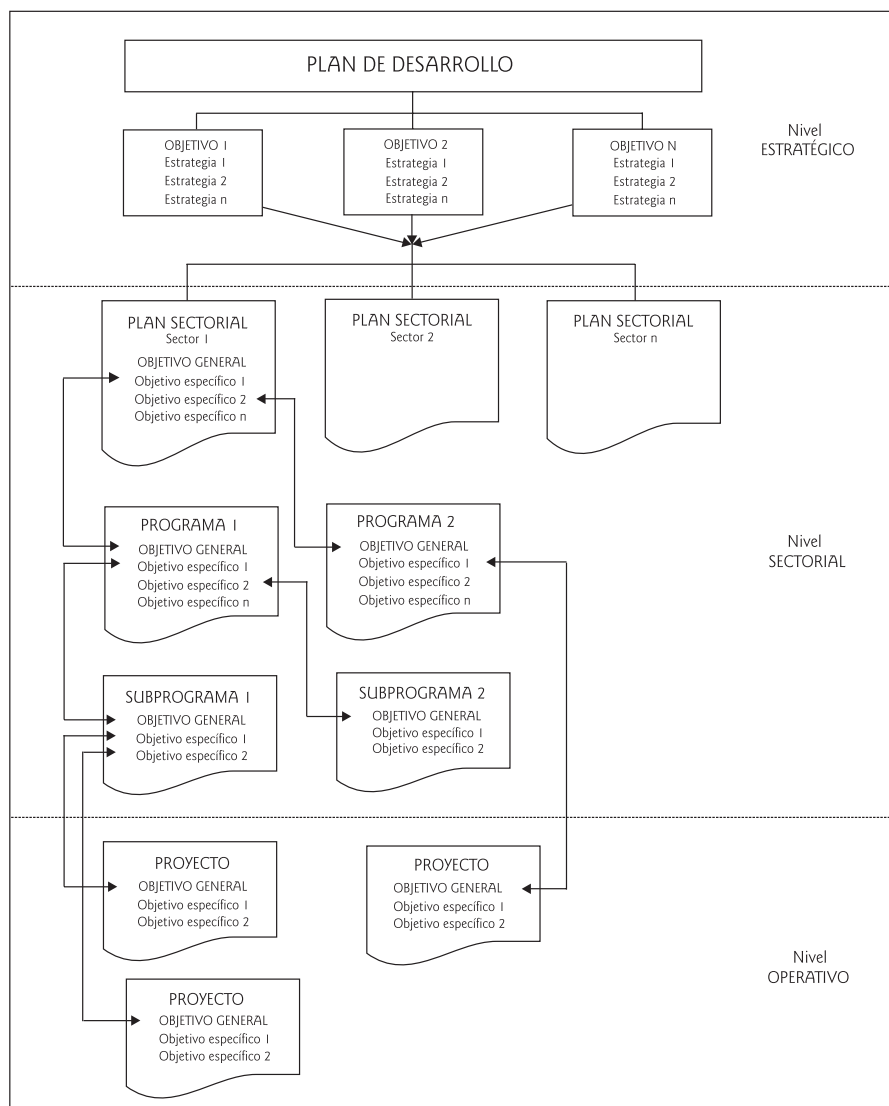 PLAN DE DESARROLLO
OBJETIVO 1
Estrategia 1
Estrategia 2
Estrategia n
OBJETIVO 2
Estrategia 1
Estrategia 2
Estrategia n
OBJETIVO N
Estrategia 1
Estrategia 2
Estrategia n
Nivel
ESTRATÉGICO
PLAN SECTORIAL
Sector 1
OBJETIVO GENERAL
Objetivo específico 1
Objetivo específico 2
Objetivo específico n
PLAN SECTORIAL
Sector 2
PLAN SECTORIAL
Sector n
PROGRAMA 1
OBJETIVO GENERAL
Objetivo específico 1
Objetivo específico 2
Objetivo específico n
PROGRAMA 2
OBJETIVO GENERAL
Objetivo específico 1
Objetivo específico 2
Objetivo específico n
Nivel
SECTORIAL
SUBPROGRAMA 1
OBJETIVO GENERAL
Objetivo específico 1
Objetivo específico 2
SUBPROGRAMA 2
OBJETIVO GENERAL
Objetivo específico 1
Objetivo específico 2
PROYECTO
OBJETIVO GENERAL
Objetivo específico 1
Objetivo específico 2
PROYECTO
OBJETIVO GENERAL
Objetivo específico 1
Objetivo específico 2
Nivel
OPERATIVO
PROYECTO
OBJETIVO GENERAL
Objetivo específico 1
Objetivo específico 2